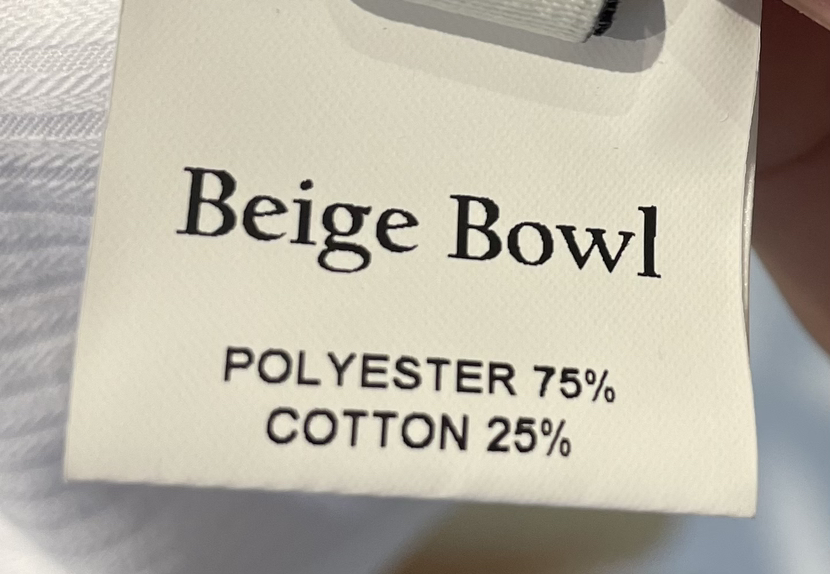 Beige Bowl
POLYESTER 75%
COTTON 25%